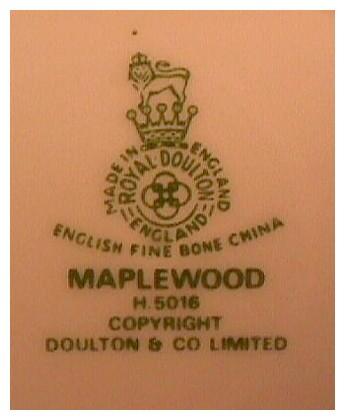 MADE IN ENGLAND
ROYAL DOULTON
ENGLAND
ENGLISH FINE BONE CHINA
MAPLEWOOD
H.5016
COPYRIGHT
DOULTON & CO LIMITED